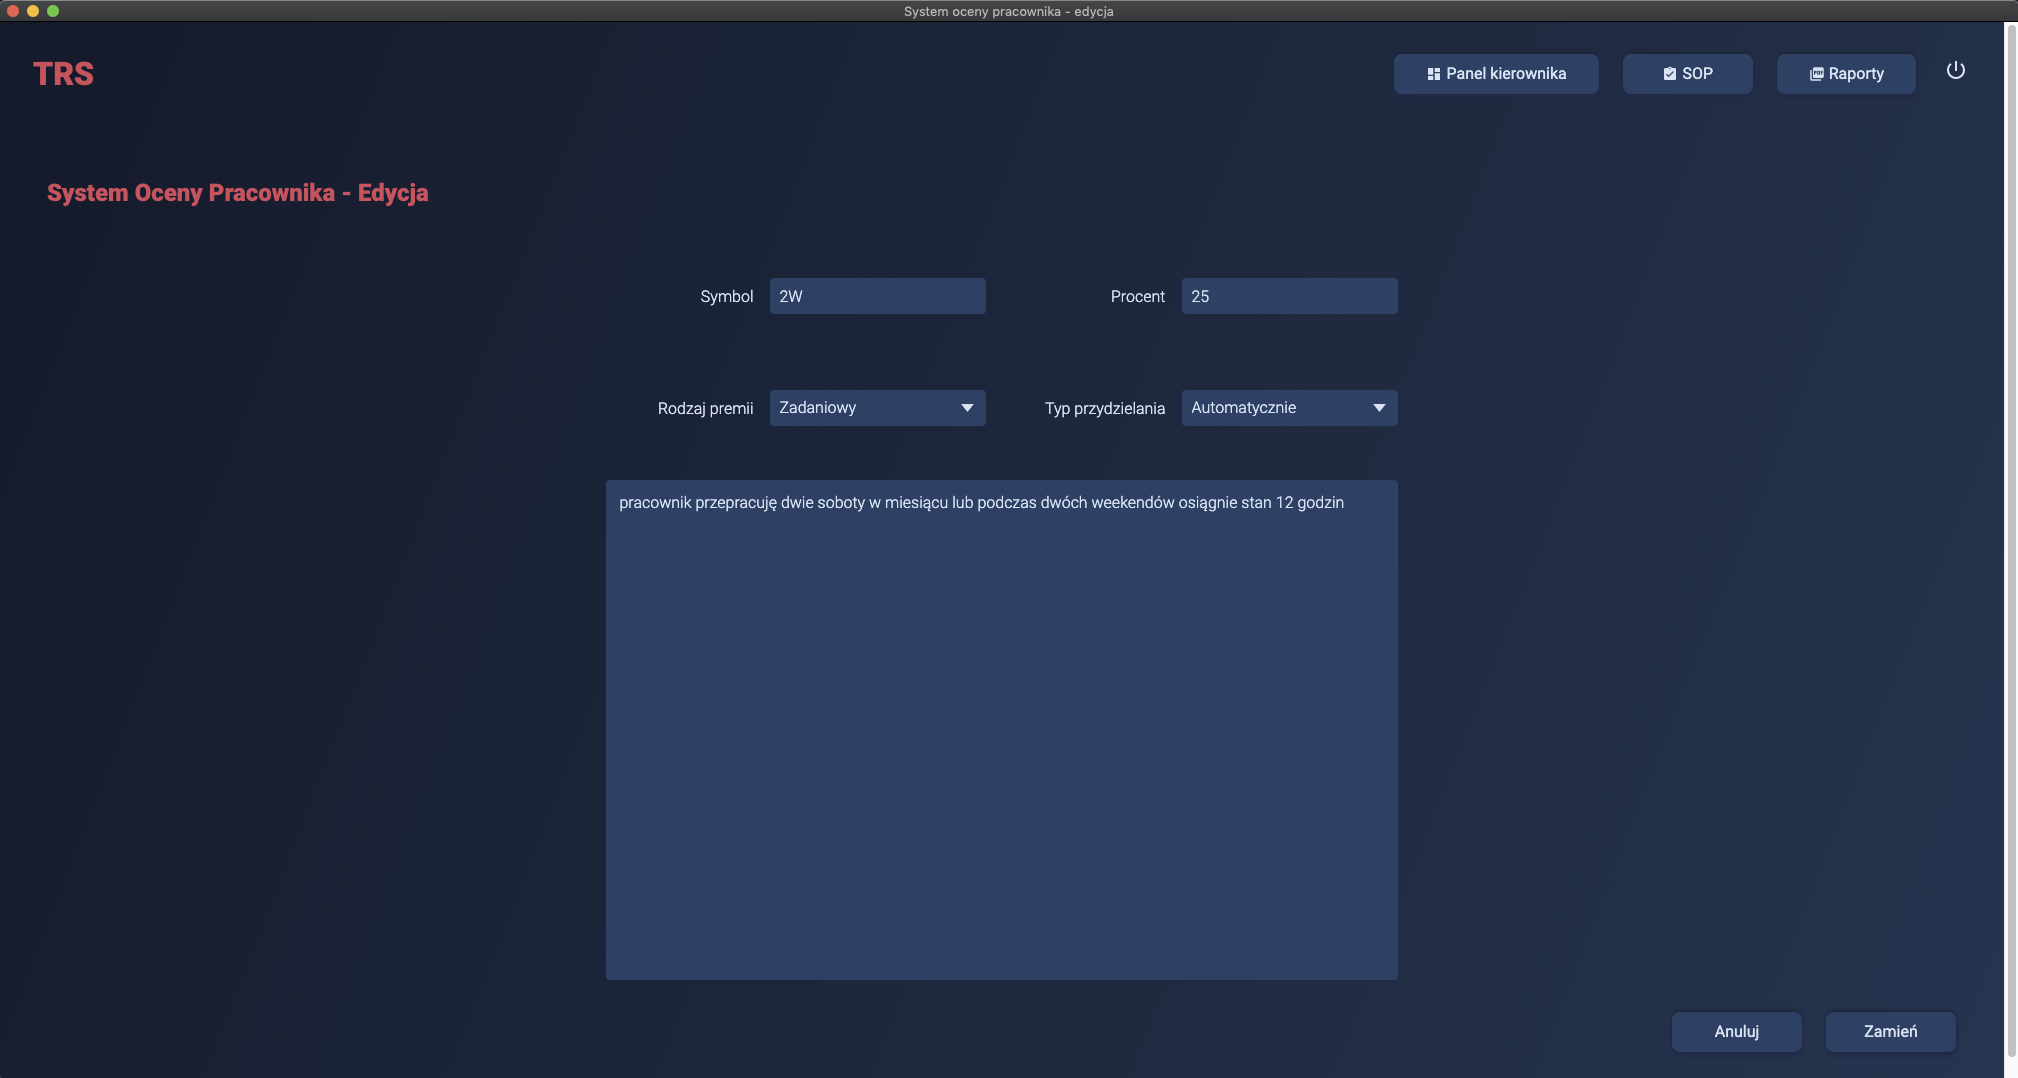 System oceny pracownika - edycja
TRS
Panel kierownika
SOP
Raporty
System Oceny Pracownika - Edycja
Symbol 2W
Procent 25
Rodzaj premii Zadaniowy
Typ przydzielania Automatycznie
pracownik przepracuję dwie soboty w miesiącu lub podczas dwóch weekendów osiągnie stan 12 godzin
Anuluj
Zamień